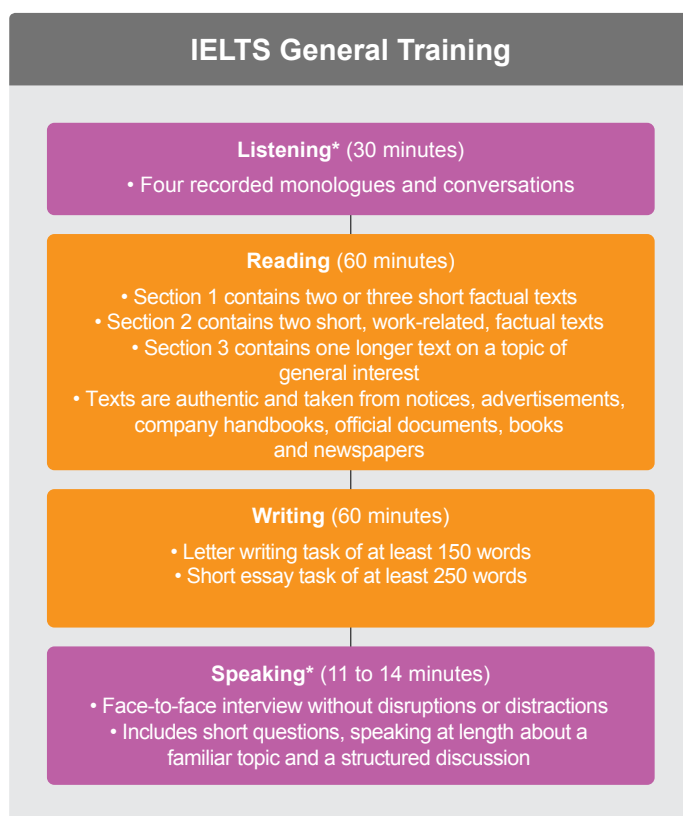 IELTS General Training
Listening* (30 minutes)
• Four recorded monologues and conversations
Reading (60 minutes)
• Section 1 contains two or three short factual texts
• Section 2 contains two short, work-related, factual texts
• Section 3 contains one longer text on a topic of
general interest
• Texts are authentic and taken from notices, advertisements,
company handbooks, official documents, books
and newspapers
Writing (60 minutes)
• Letter writing task of at least 150 words
• Short essay task of at least 250 words
Speaking* (11 to 14 minutes)
• Face-to-face interview without disruptions or distractions
• Includes short questions, speaking at length about a
familiar topic and a structured discussion